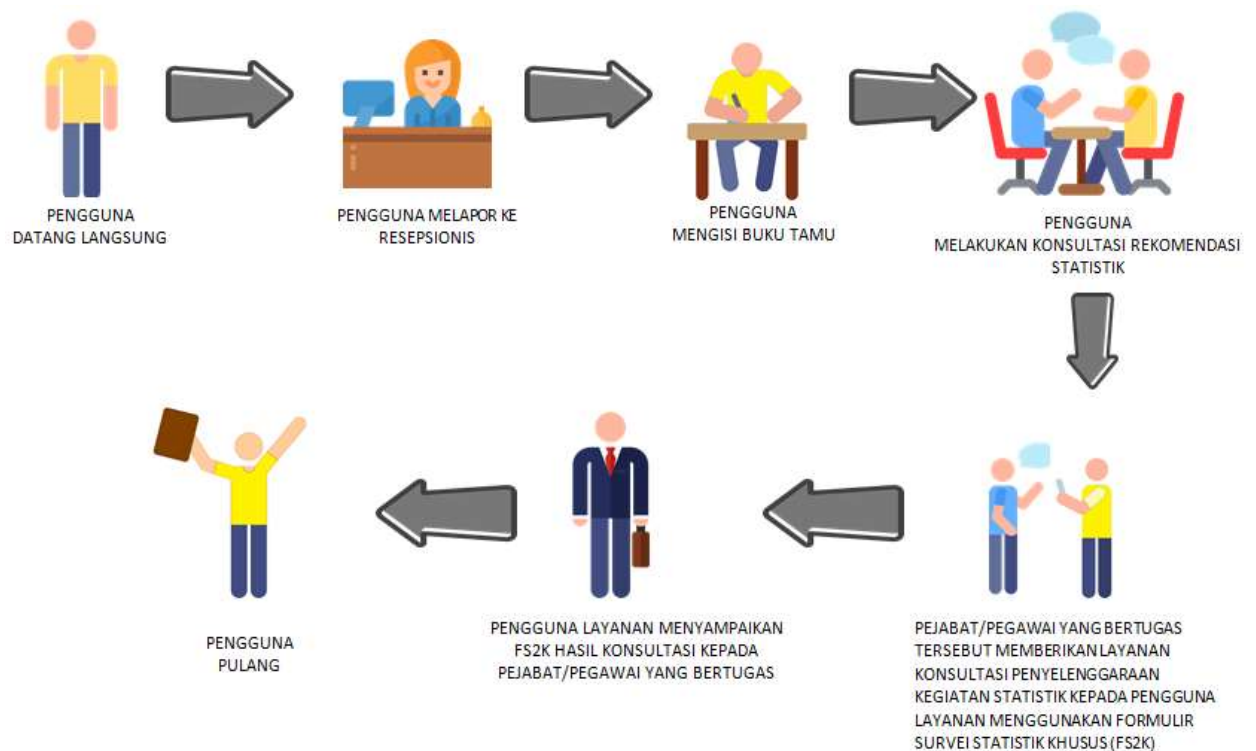 PENGGUNA
DATANG LANGSUNG
PENGGUNA MELAPOR KE
RESEPSIONIS
PENGGUNA
MENGISI BUKU TAMU
PENGGUNA
MELAKUKAN KONSULTASI REKOMENDASI
STATISTIK
PEJABAT/PEGAWAI YANG BERTUGAS
TERSEBUT MEMBERIKAN LAYANAN
KONSULTASI PENYELENGGARAAN
KEGIATAN STATISTIK KEPADA PENGGUNA
LAYANAN MENGGUNAKAN FORMULIR
SURVEI STATISTIK KHUSUS (FS2K)
PENGGUNA LAYANAN MENYAMPAIKAN
FS2K HASIL KONSULTASI KEPADA
PEJABAT/PEGAWAI YANG BERTUGAS
PENGGUNA
PULANG